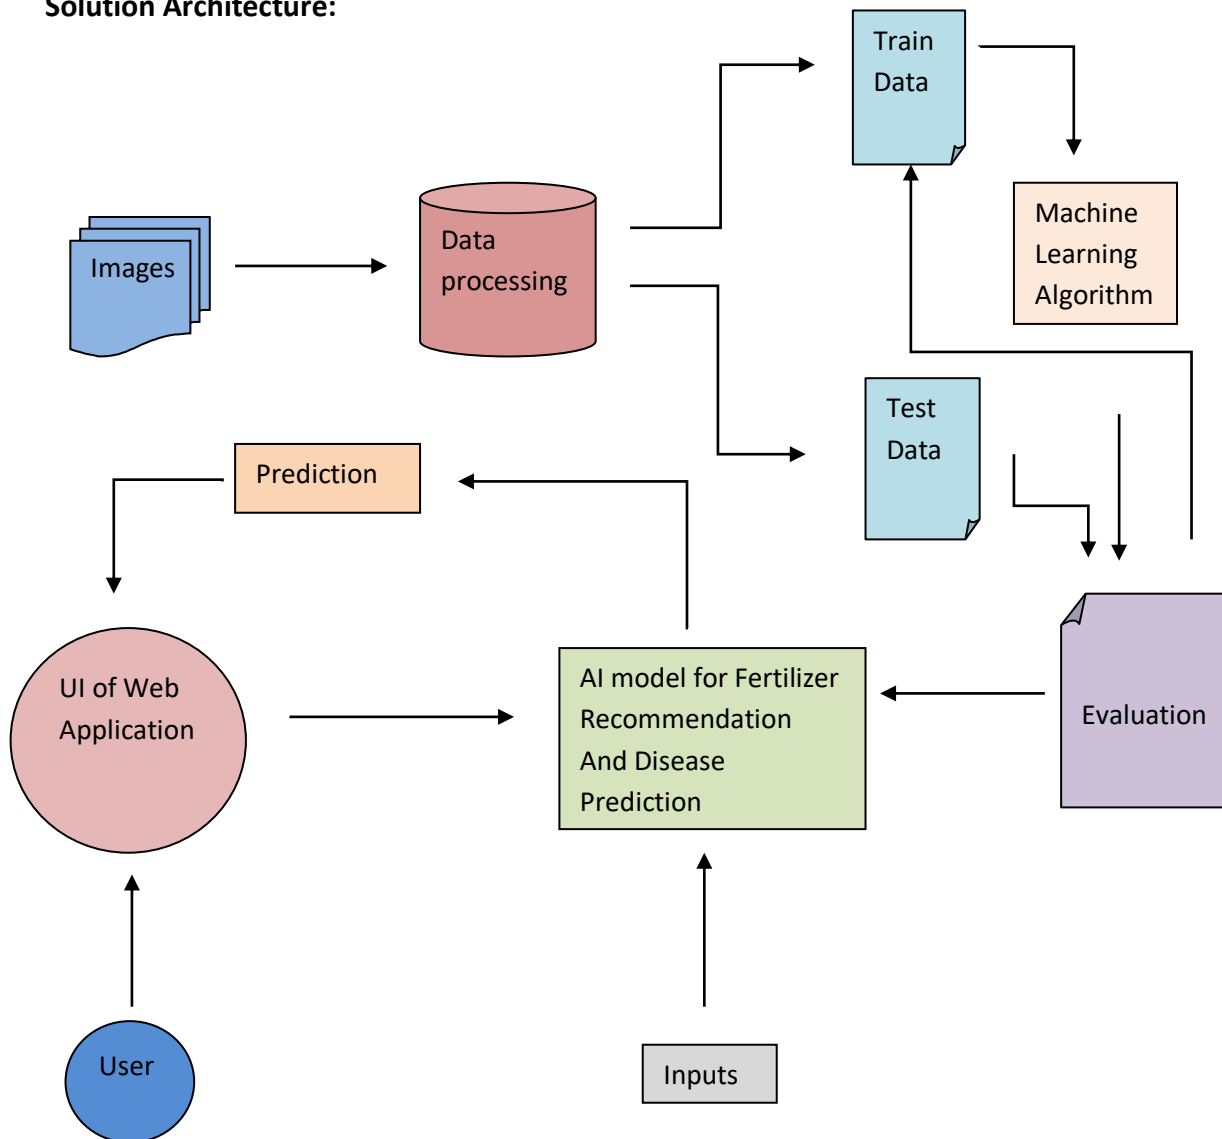 Solution Architecture:
Train
Data
Machine
Learning
Algorithm
Images
Data
processing
Test
Data
Prediction
UI of Web
Application
AI model for Fertilizer
Recommendation
And Disease
Prediction
Evaluation
User
Inputs